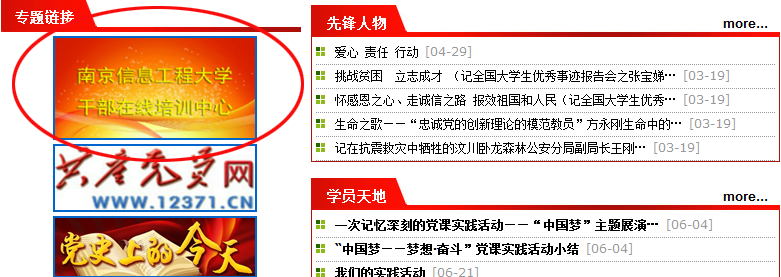 专题链接
南京信息工程大学
干部在线培训中心
共产党员网
WWW.12371.CN
党史上的今天
先锋人物 more...
爱心 责任 行动 [04-29]
挑战贫困 立志成才 （记全国大学生优秀事迹报告会之张宝娣… [03-19]
怀感恩之心、走诚信之路 报效祖国和人民（记全国大学生优秀… [03-19]
生命之歌——“忠诚党的创新理论的模范教员”方永刚生命中的… [03-19]
记在抗震救灾中牺牲的汶川卧龙森林公安分局副局长王刚… [03-19]
学员天地 more...
一次记忆深刻的党课实践活动——“中国梦”主题展演… [06-04]
“中国梦——梦想·奋斗”党课实践活动小结 [06-04]
我们的实践活动 [06-21]